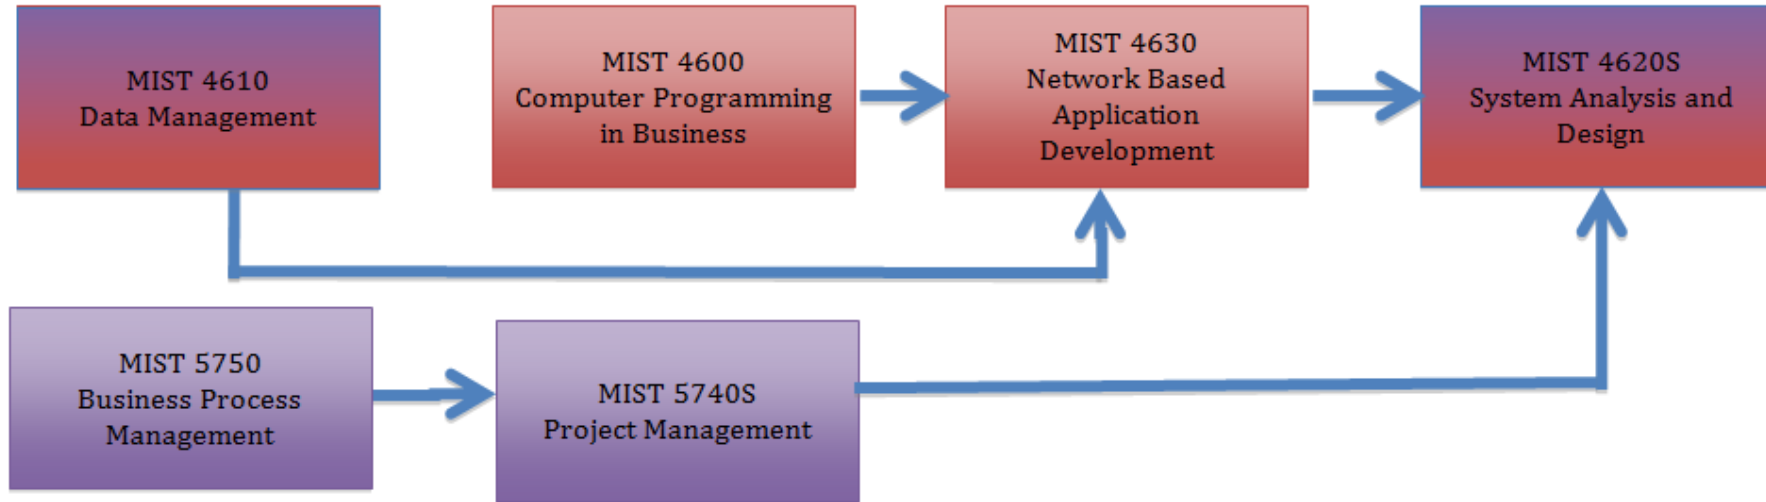 MIST 4610
Data Management
MIST 4600
Computer Programming
in Business
MIST 4630
Network Based
Application
Development
MIST 4620S
System Analysis and
Design
MIST 5750
Business Process
Management
MIST 5740S
Project Management